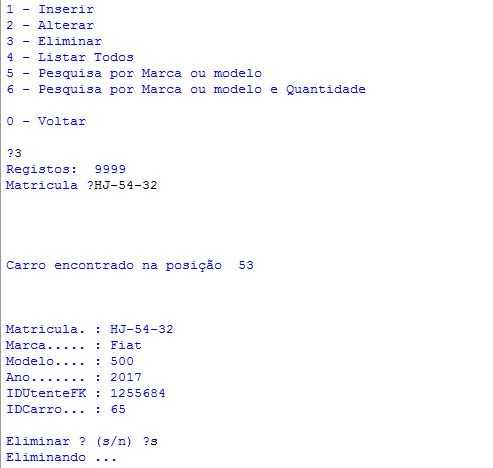 1 - Inserir
2 - Alterar
3 - Eliminar
4 - Listar Todos
5 - Pesquisa por Marca ou modelo
6 - Pesquisa por Marca ou modelo e Quantidade
0 - Voltar
?3
Registos:  9999
Matricula ?HJ-54-32
Carro encontrado na posição  53
Matricula. : HJ-54-32
Marca..... : Fiat
Modelo.... : 500
Ano....... : 2017
IDUtenteFK : 1255684
IDCarro... : 65
Eliminar ? (s/n) ?s
Eliminando ...